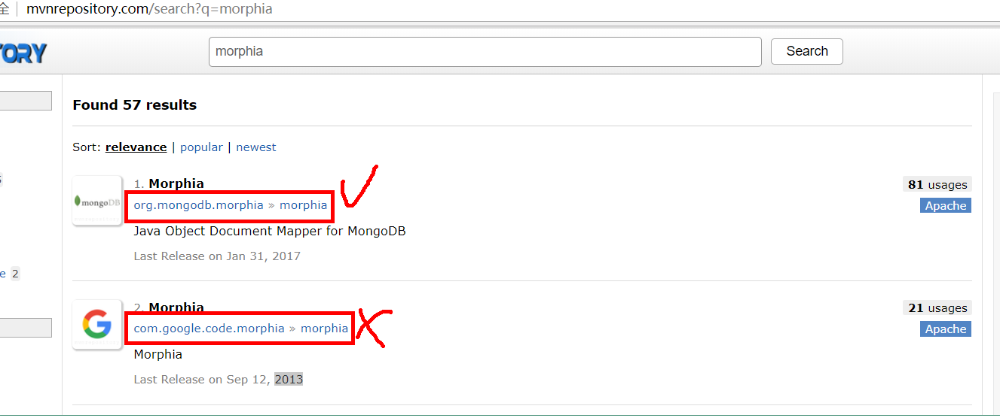 全 mvnrepository.com/search?q=morphia
TORY morphia Search
Found 57 results
Sort: relevance | popular | newest
1. Morphia 81 usages
mongoDB org.mongodb.morphia » morphia Apache
Java Object Document Mapper for MongoDB
Last Release on Jan 31, 2017
e 2
2. Morphia 21 usages
com.google.code.morphia » morphia Apache
Morphia
Last Release on Sep 12, 2013